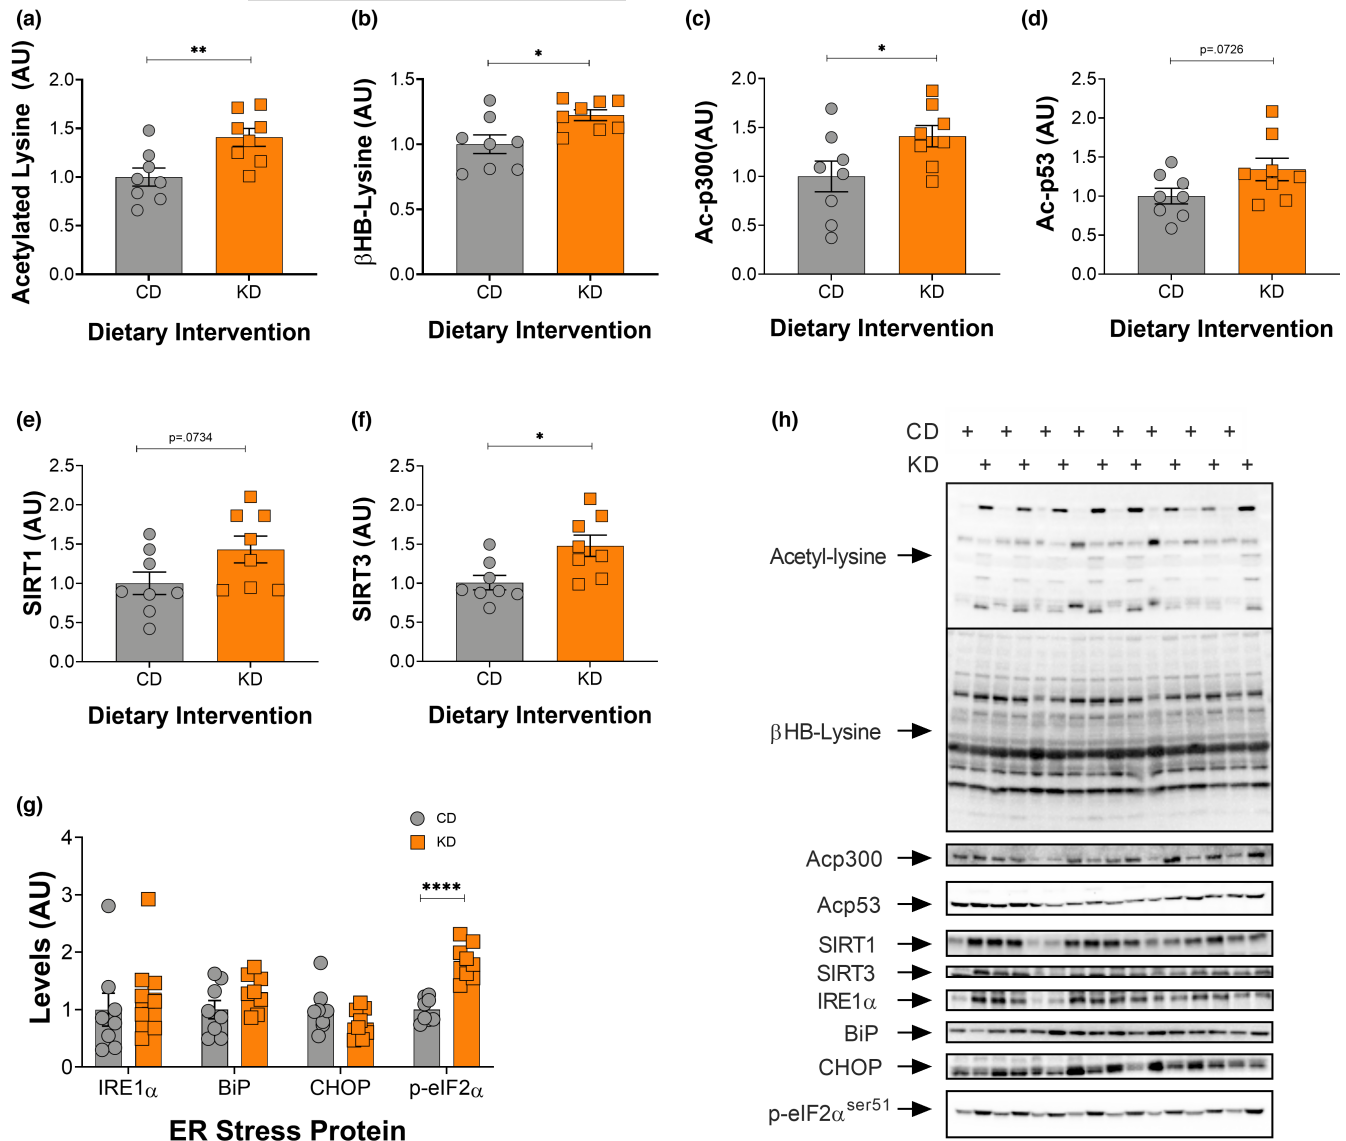 (a)
Acetylated Lysine (AU)
**
2.0
1.5
1.0
0.5
0.0
CD KD
Dietary Intervention
(b)
βHB-Lysine (AU)
*
1.5
1.0
0.5
0.0
CD KD
Dietary Intervention
(c)
Ac-p300(AU)
*
2.0
1.5
1.0
0.5
0.0
CD KD
Dietary Intervention
(d)
Ac-p53 (AU)
p=.0726
2.5
2.0
1.5
1.0
0.5
0.0
CD KD
Dietary Intervention
(e)
SIRT1 (AU)
p=.0734
2.5
2.0
1.5
1.0
0.5
0.0
CD KD
Dietary Intervention
(f)
SIRT3 (AU)
*
2.5
2.0
1.5
1.0
0.5
0.0
CD KD
Dietary Intervention
(g)
Levels (AU)
CD
KD
****
4
3
2
1
0
IRE1α BiP CHOP p-eIF2α
ER Stress Protein
(h)
CD + + + + + + + +
KD + + + + + + + +
Acetyl-lysine
βHB-Lysine
Acp300
Acp53
SIRT1
SIRT3
IRE1α
BiP
CHOP
p-eIF2α ser51